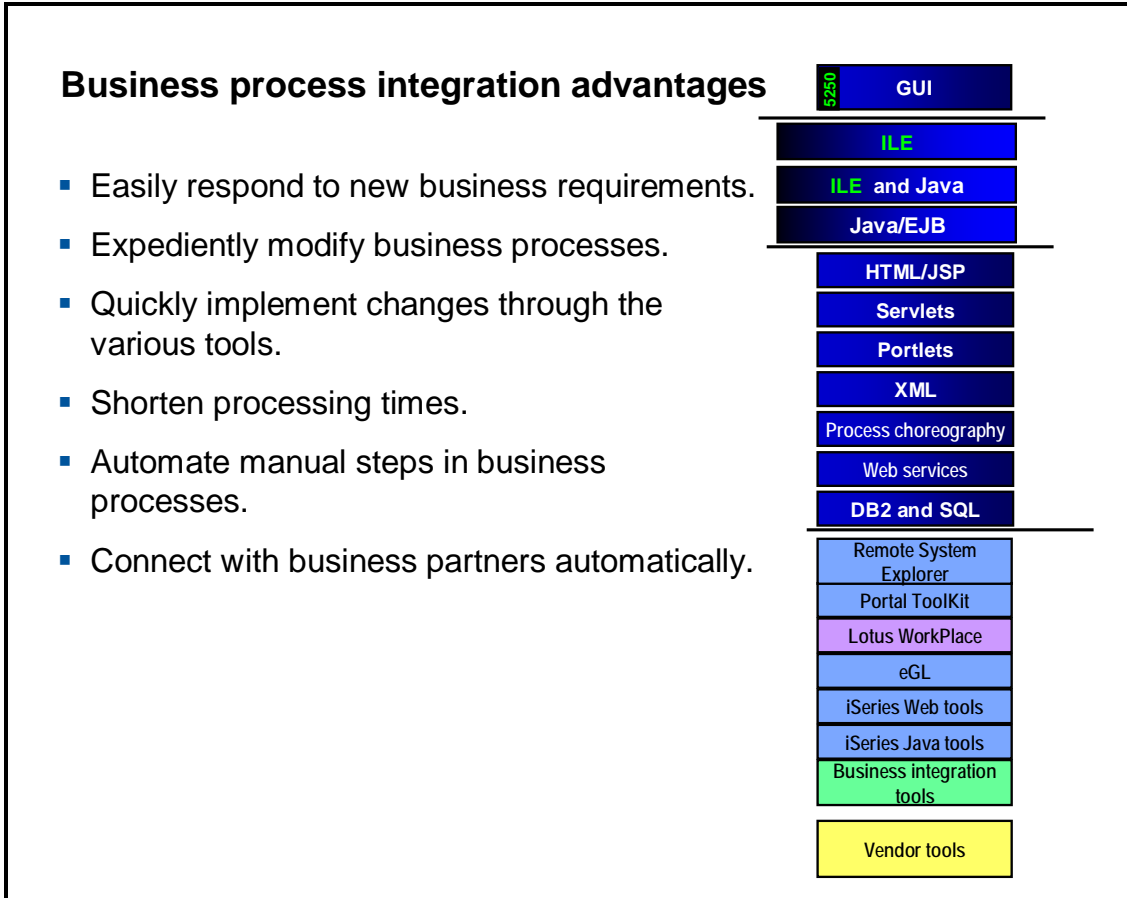 Business process integration advantages
▪ Easily respond to new business requirements.
▪ Expediently modify business processes.
▪ Quickly implement changes through the
various tools.
▪ Shorten processing times.
▪ Automate manual steps in business
processes.
▪ Connect with business partners automatically.
5250
GUI
ILE
ILE and Java
Java/EJB
HTML/JSP
Servlets
Portlets
XML
Process choreography
Web services
DB2 and SQL
Remote System
Explorer
Portal ToolKit
Lotus WorkPlace
eGL
iSeries Web tools
iSeries Java tools
Business integration
tools
Vendor tools